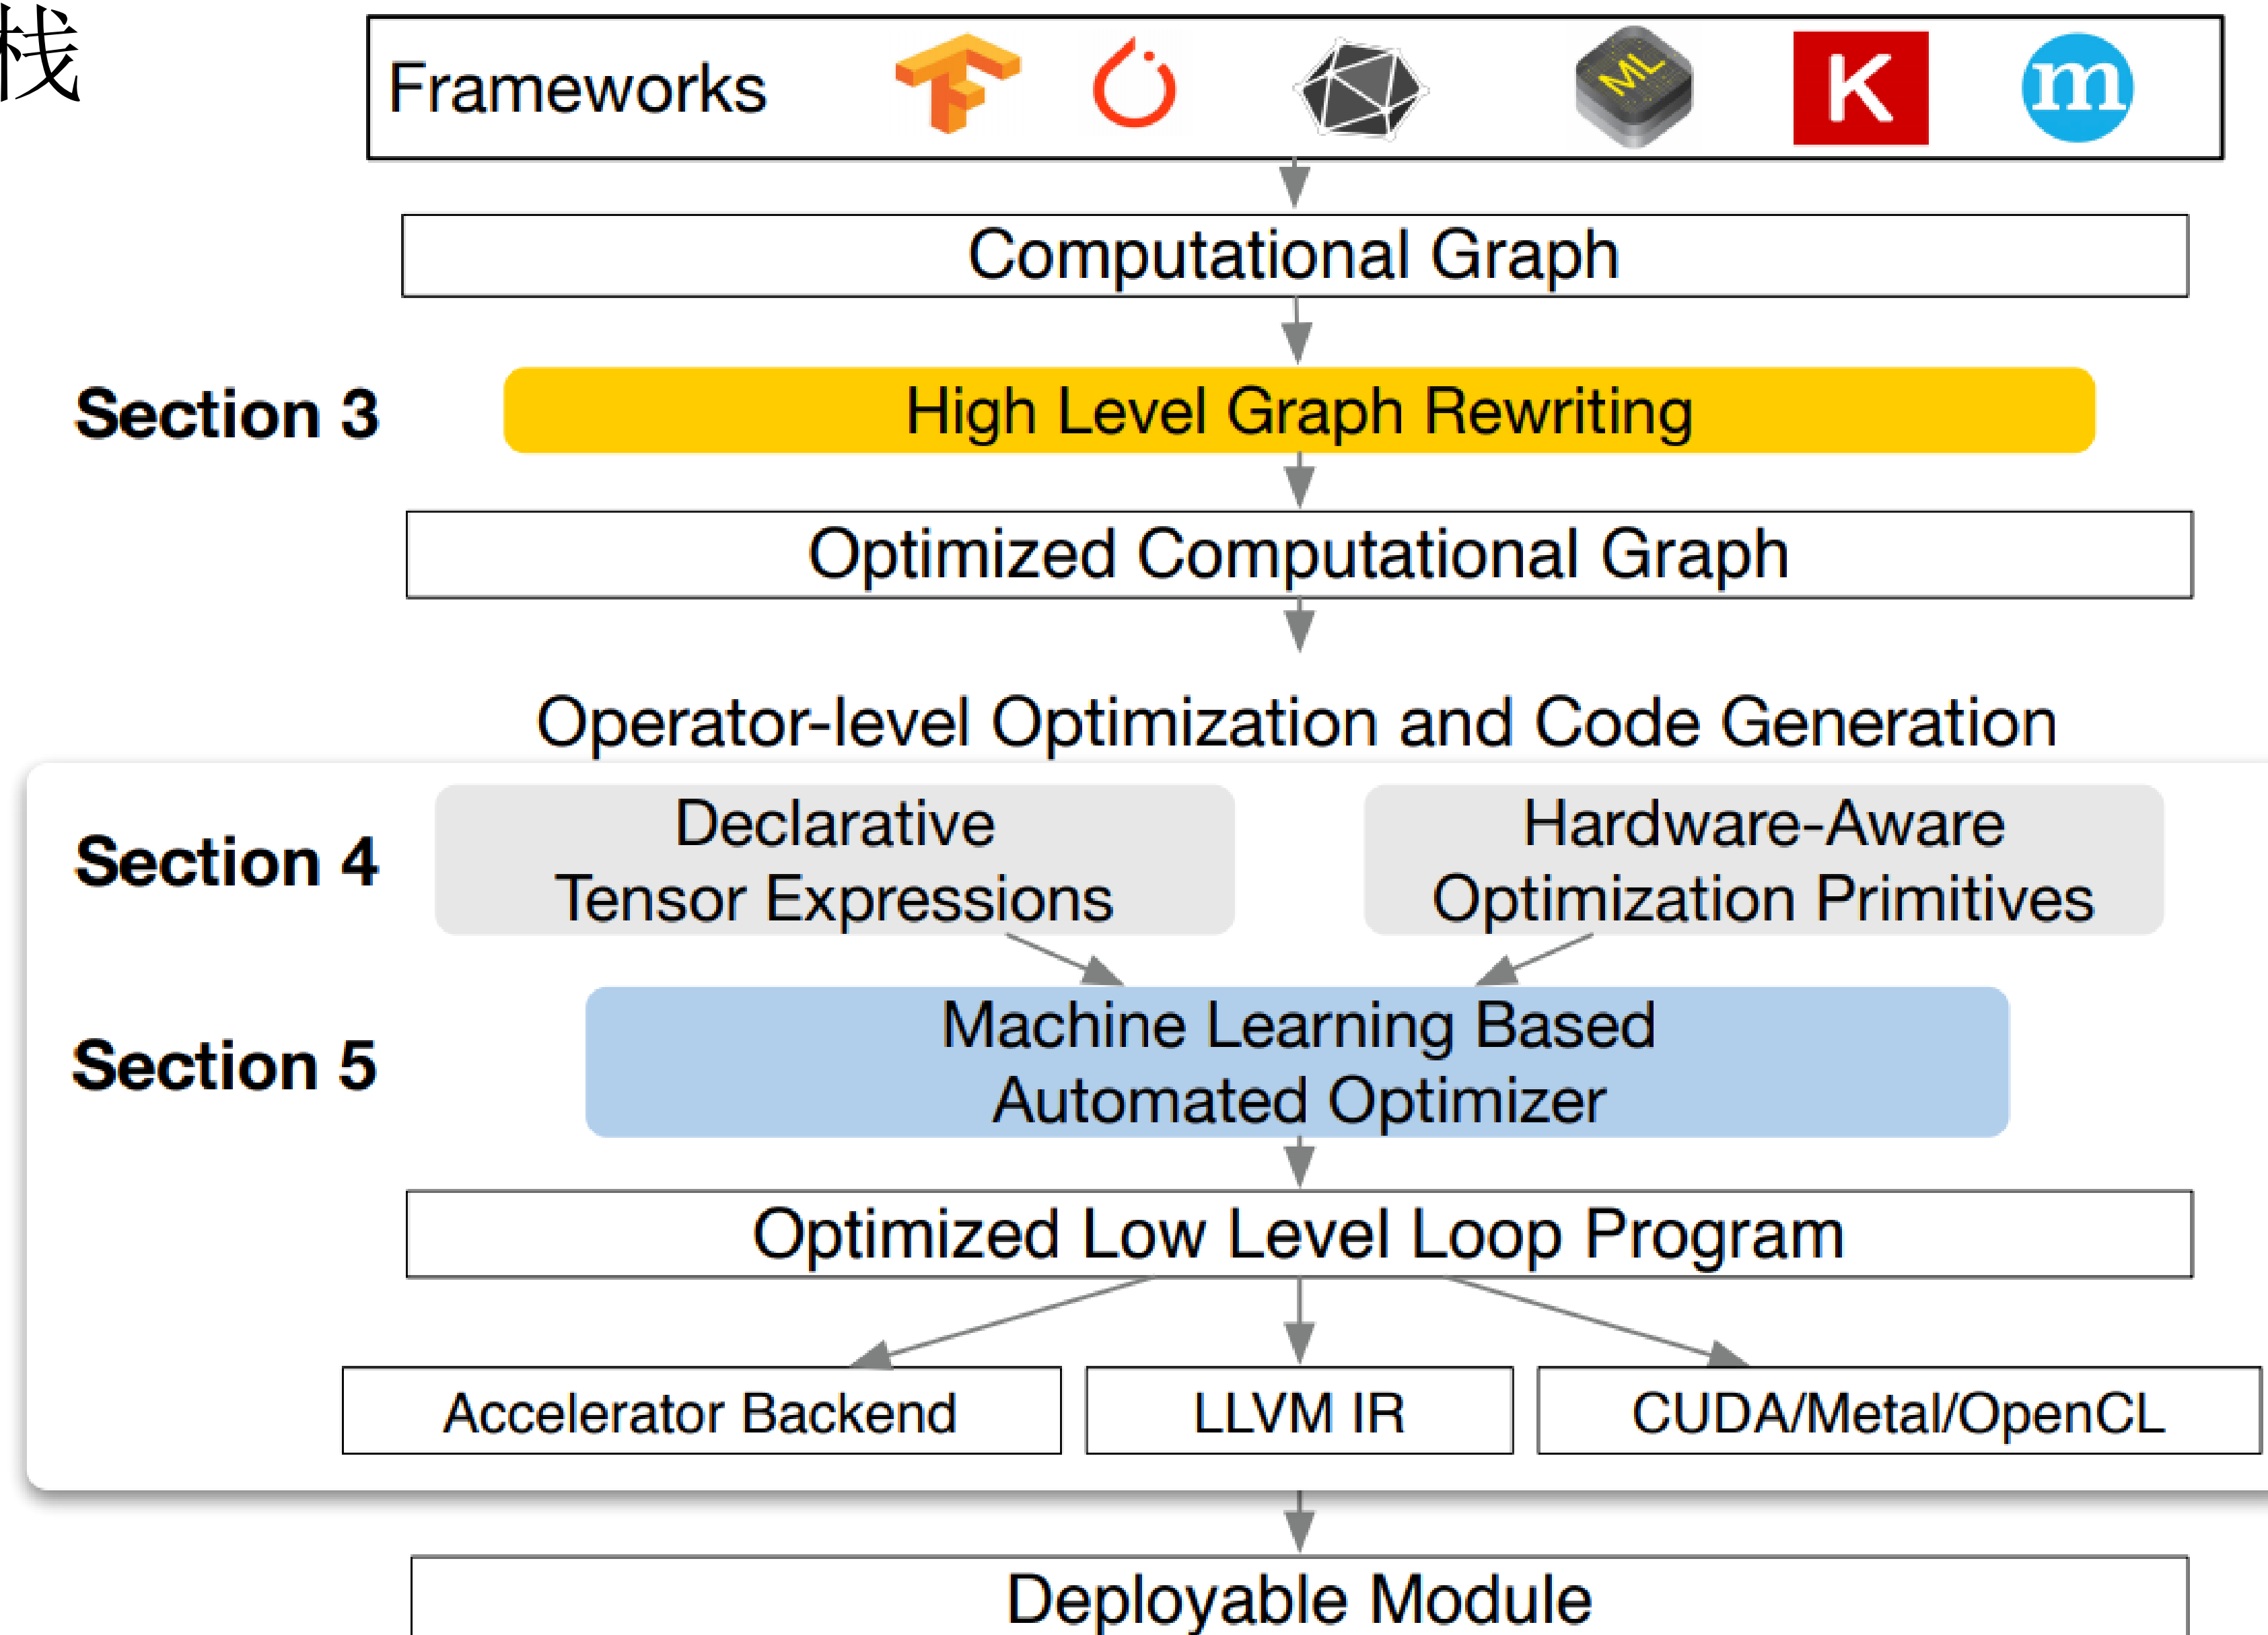 栈
Frameworks
ML
K
m
Computational Graph
Section 3
High Level Graph Rewriting
Optimized Computational Graph
Operator-level Optimization and Code Generation
Section 4
Declarative
Tensor Expressions
Hardware-Aware
Optimization Primitives
Section 5
Machine Learning Based
Automated Optimizer
Optimized Low Level Loop Program
Accelerator Backend
LLVM IR
CUDA/Metal/OpenCL
Deployable Module